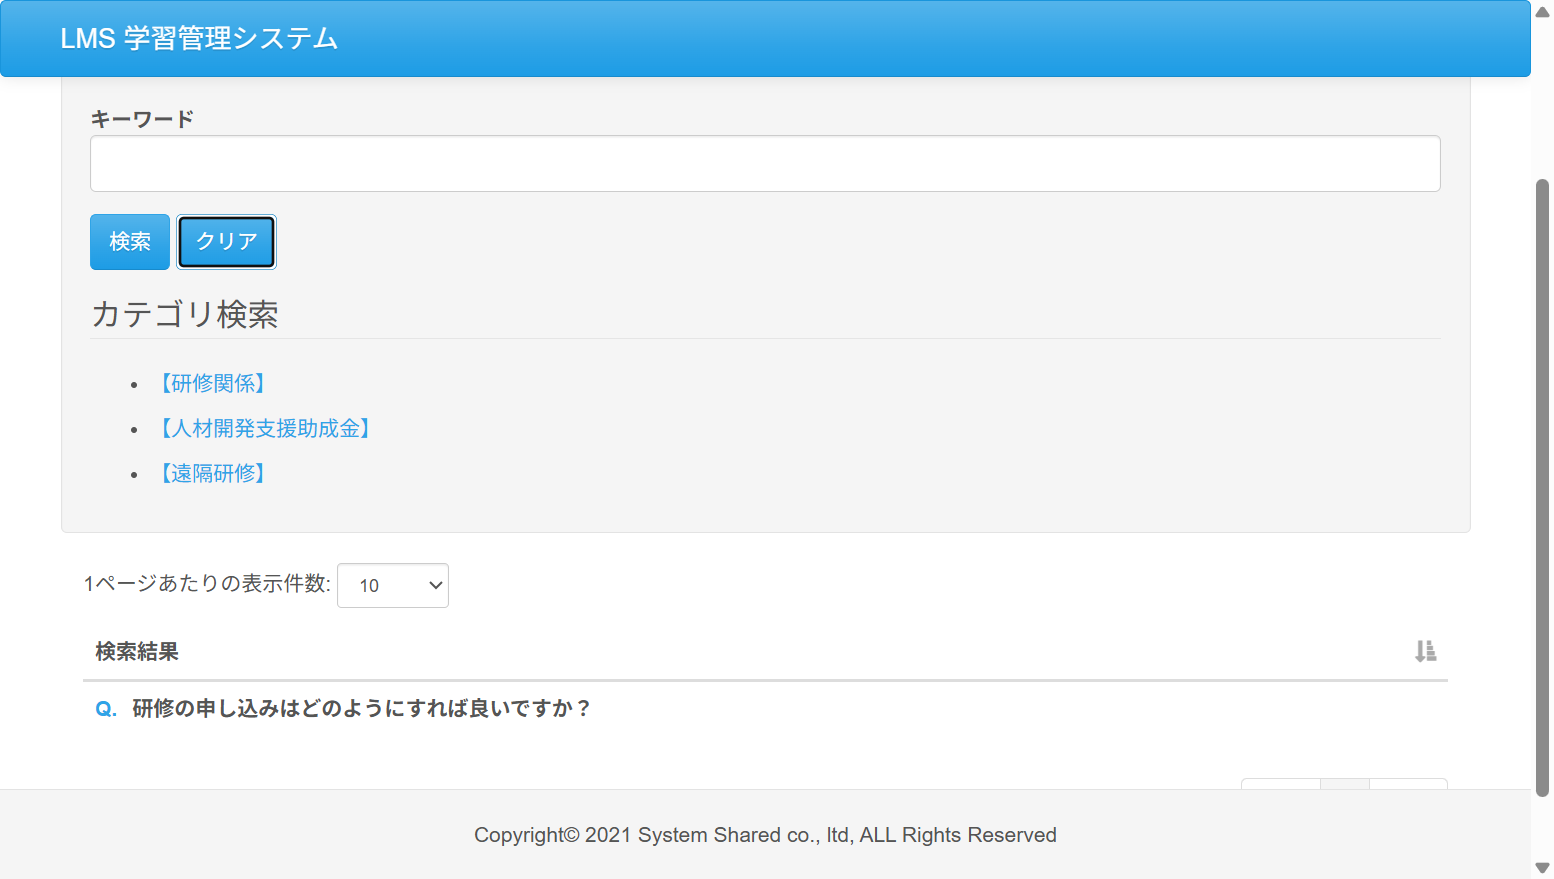 LMS 学習管理システム
キーワード
検索 クリア
カテゴリ検索
【研修関係】
【人材開発支援助成金】
【遠隔研修】
1ページあたりの表示件数: 10
検索結果
Q. 研修の申し込みはどのようにすれば良いですか？
Copyright© 2021 System Shared co., ltd, ALL Rights Reserved